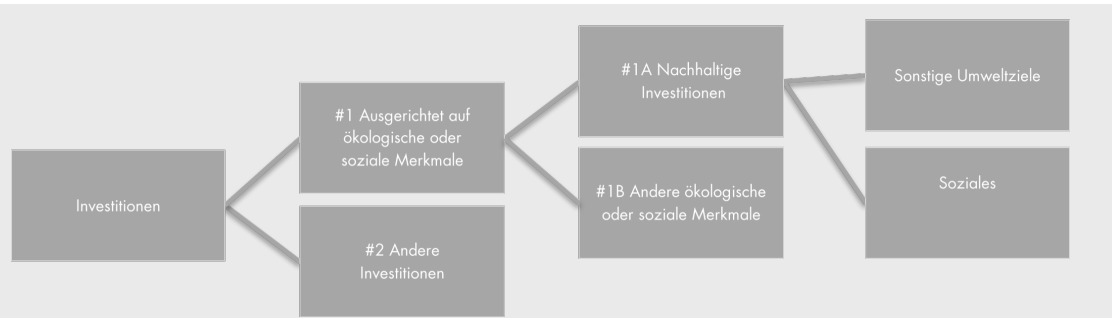 Investitionen
#1 Ausgerichtet auf
ökologische oder
soziale Merkmale
#2 Andere
Investitionen
#1A Nachhaltige
Investitionen
#1B Andere ökologische
oder soziale Merkmale
Sonstige Umweltziele
Soziales